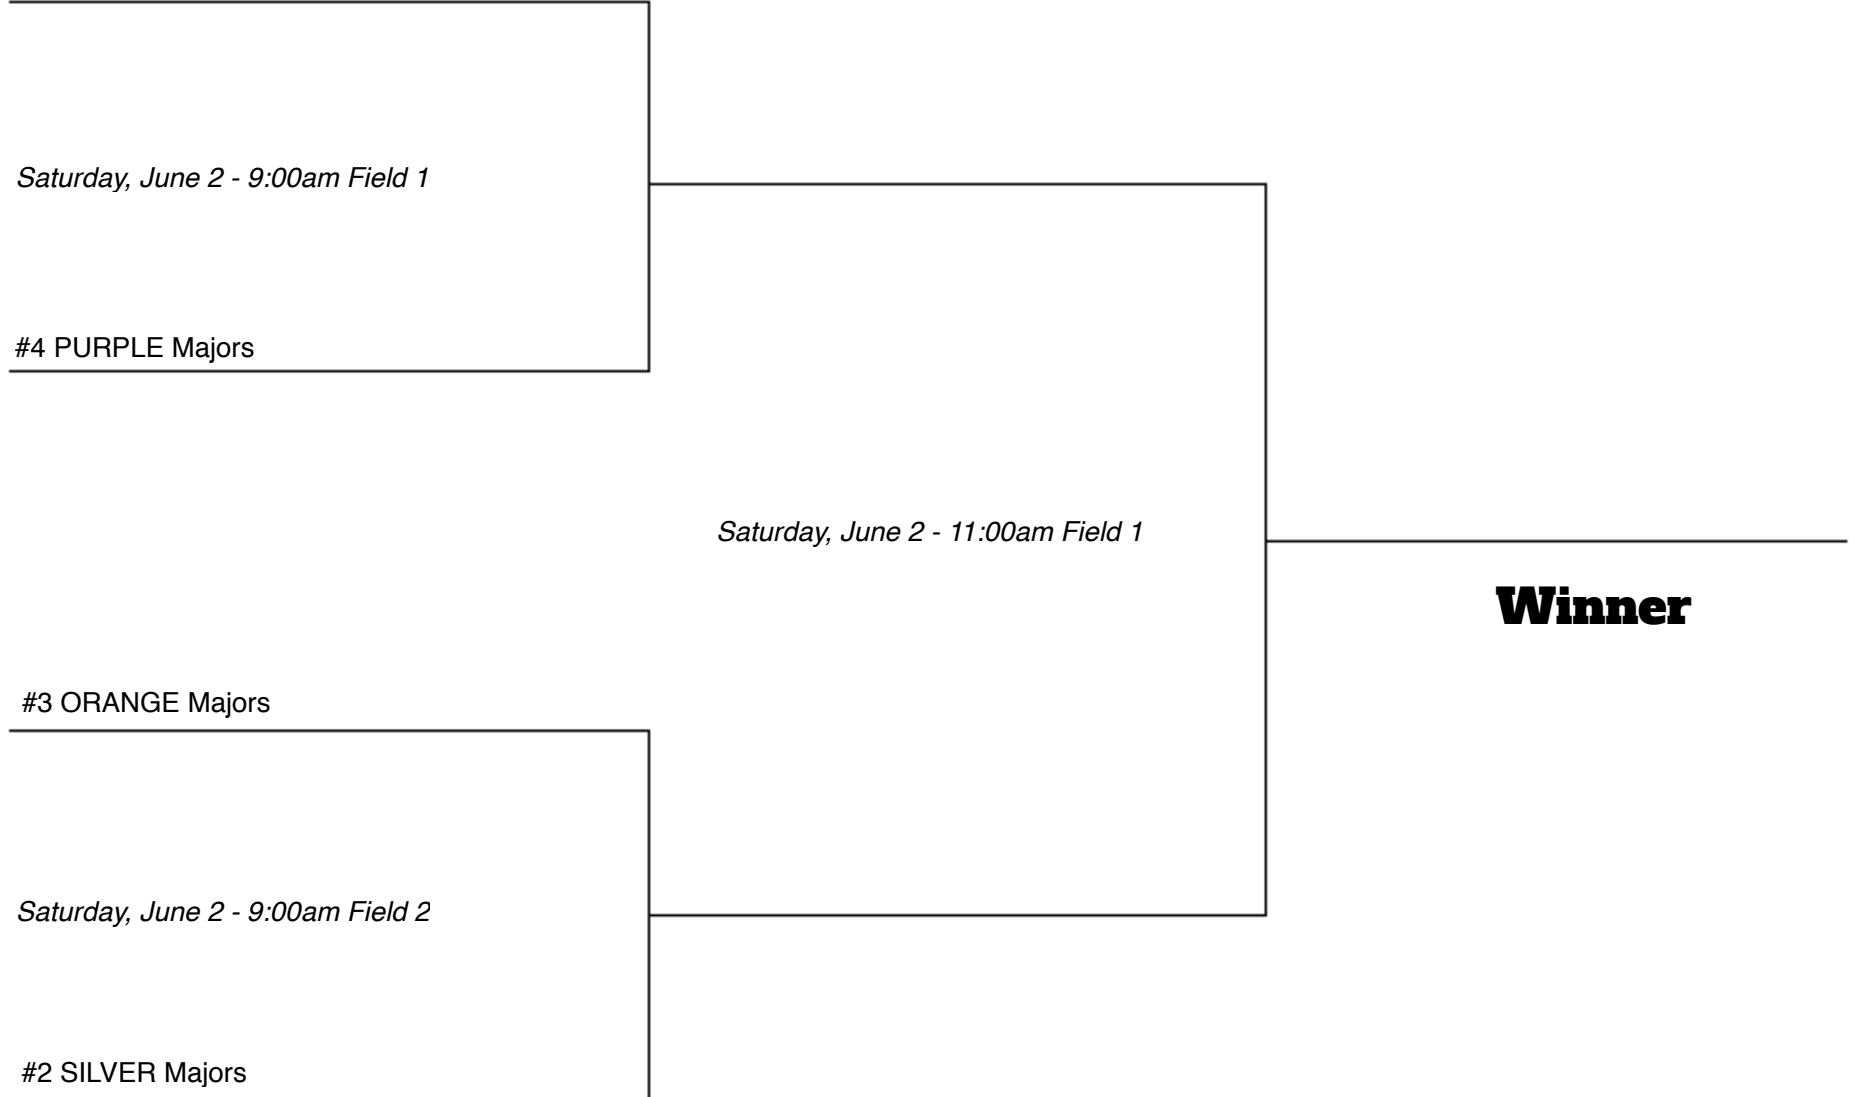 Saturday, June 2 - 9:00am Field 1
#4 PURPLE Majors
Saturday, June 2 - 11:00am Field 1
Winner
#3 ORANGE Majors
Saturday, June 2 - 9:00am Field 2
#2 SILVER Majors